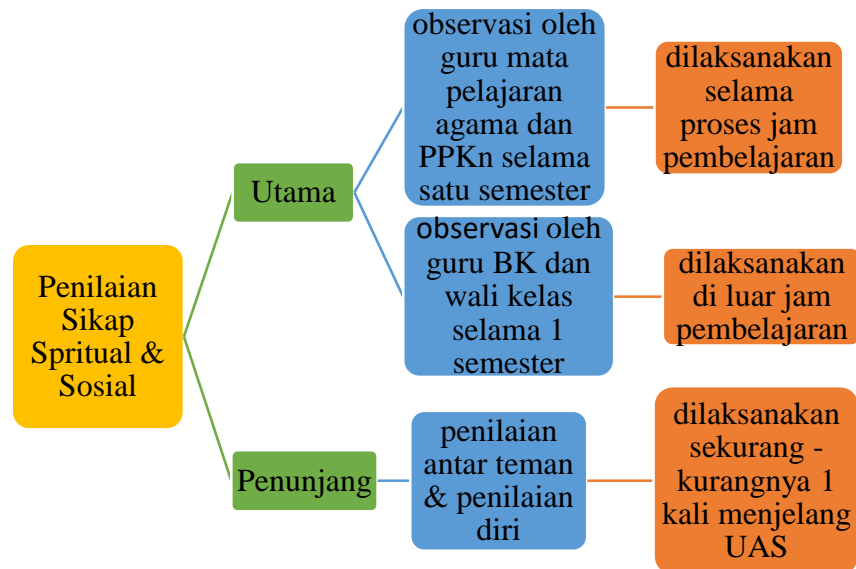 Penilaian
Sikap
Spritual &
Sosial
Utama
observasi oleh
guru mata
pelajaran
agama dan
PPKn selama
satu semester
dilaksanakan
selama
proses jam
pembelajaran
observasi oleh
guru BK dan
wali kelas
selama 1
semester
dilaksanakan
di luar jam
pembelajaran
Penunjang
penilaian
antar teman
& penilaian
diri
dilaksanakan
sekurang -
kurangnya 1
kali menjelang
UAS